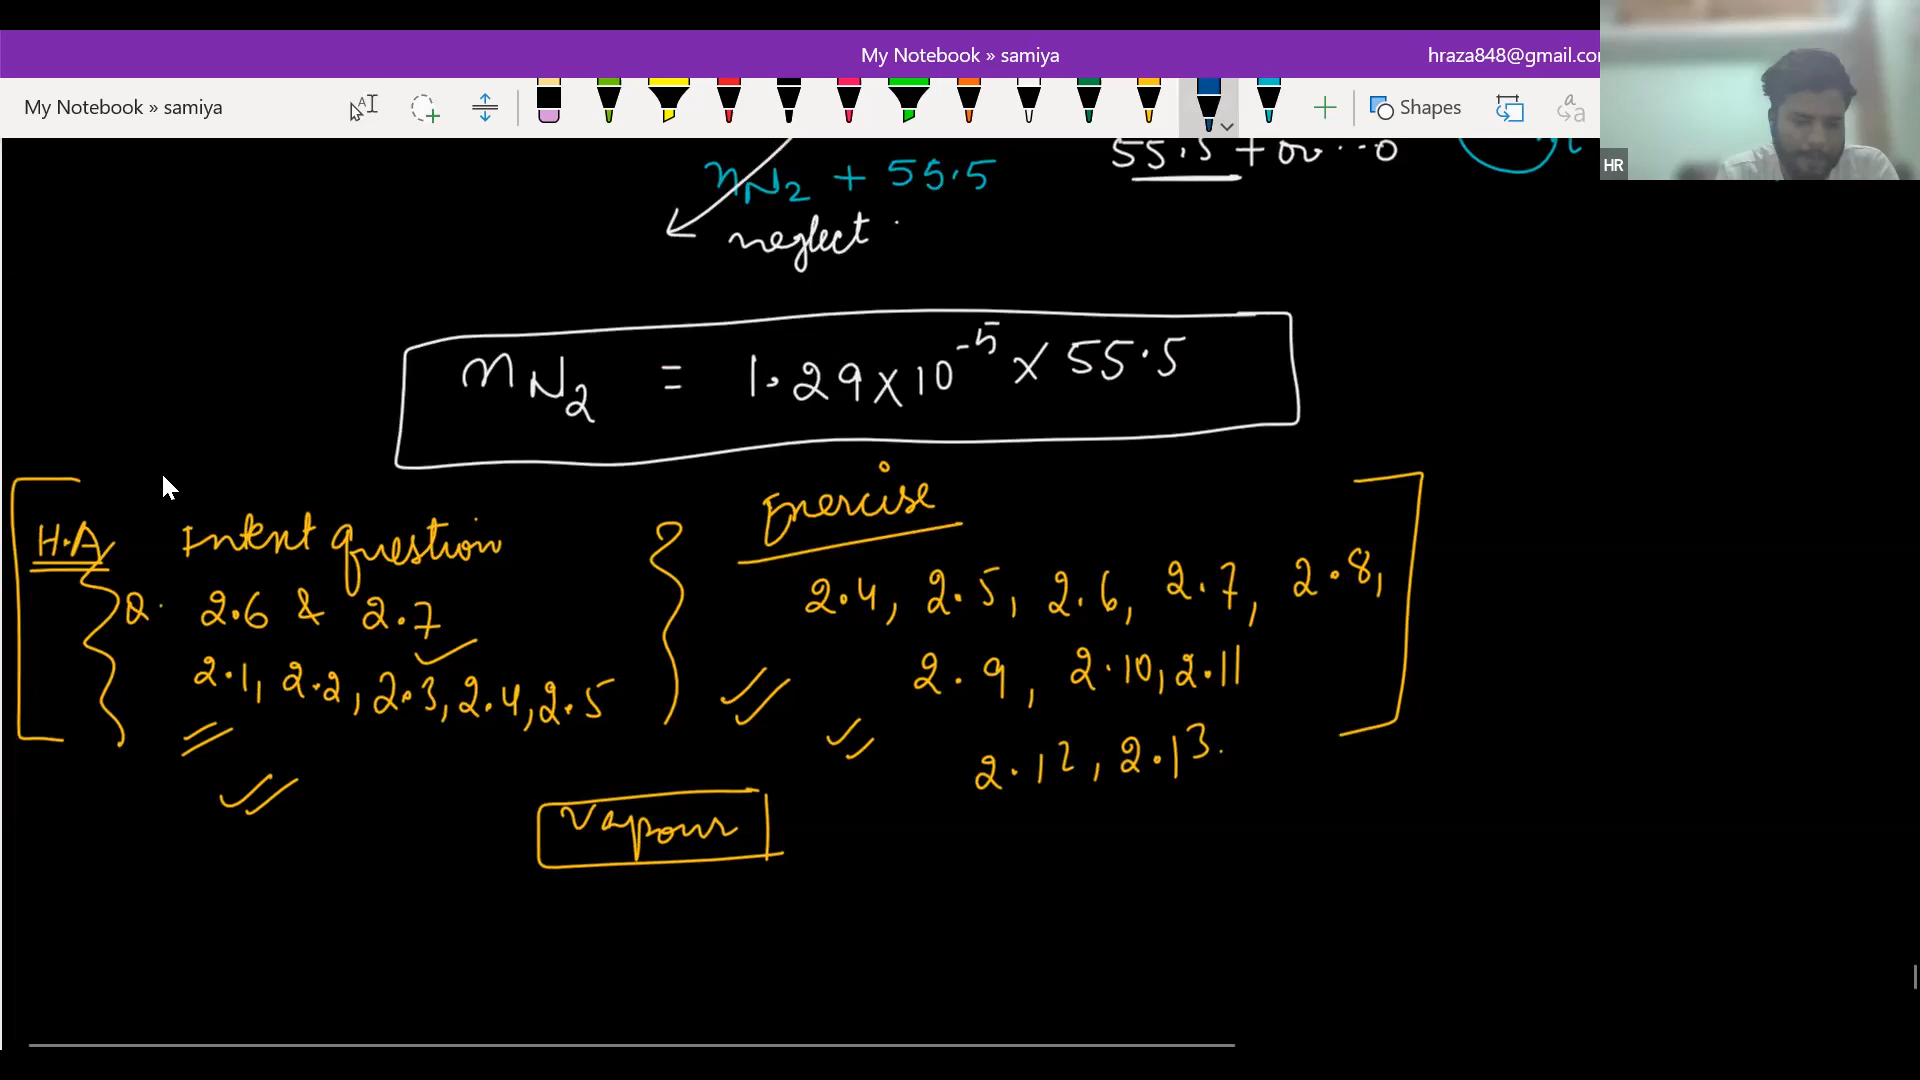 My Notebook » samiya
hraza848@gmail.co
My Notebook » samiya
Shapes
HR
nN₂ + 55.5
55.5 + 00...0
neglect
nN₂ = 1.29×10⁻⁵ × 55.5
H.A Intext question
Q. 2.6 & 2.7
2.1, 2.2, 2.3, 2.4, 2.5
Exercise
2.4, 2.5, 2.6, 2.7, 2.8,
2.9, 2.10, 2.11
2.12, 2.13.
Vapour